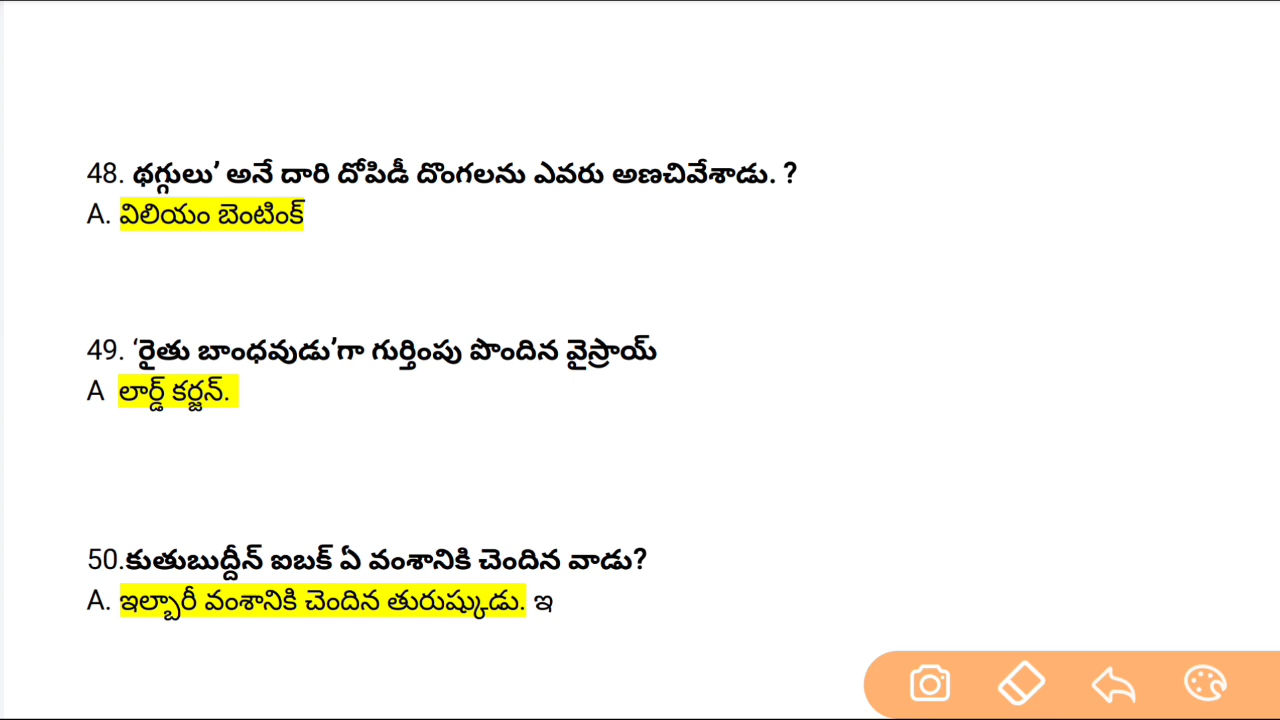 48. థగ్గులు’ అనే దారి దోపిడీ దొంగలను ఎవరు అణచివేశాడు. ?
A. విలియం బెంటింక్
49. ‘రైతు బాంధవుడు’గా గుర్తింపు పొందిన వైస్రాయ్
A లార్డ్ కర్జన్.
50.కుతుబుద్దీన్ ఐబక్ ఏ వంశానికి చెందిన వాడు?
A. ఇల్బారీ వంశానికి చెందిన తురుష్కుడు. ఇ